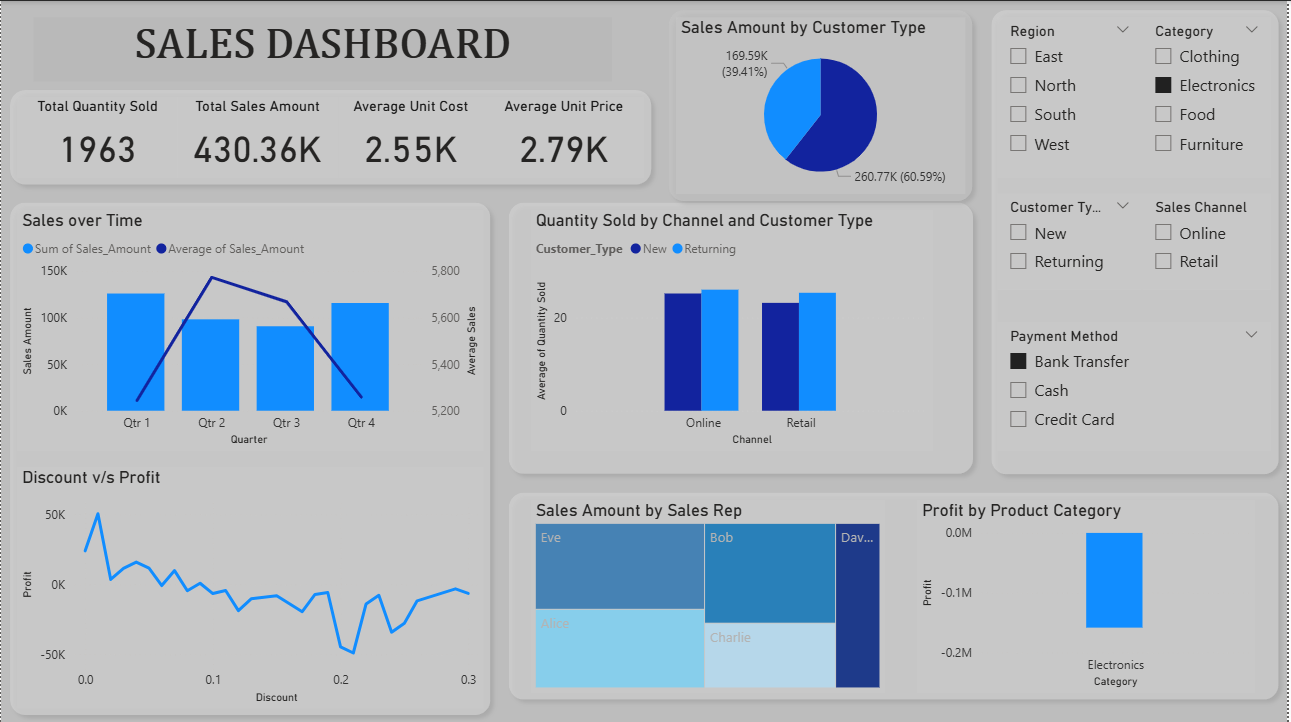 SALES DASHBOARD
Total Quantity Sold
1963
Total Sales Amount
430.36K
Average Unit Cost
2.55K
Average Unit Price
2.79K
Sales Amount by Customer Type
169.59K
(39.41%)
260.77K (60.59%)
Region
East
North
South
West
Category
Clothing
Electronics
Food
Furniture
Customer Ty...
New
Returning
Sales Channel
Online
Retail
Payment Method
Bank Transfer
Cash
Credit Card
Sales over Time
Sum of Sales_Amount Average of Sales_Amount
Sales Amount
150K
100K
50K
0K
5,800
5,600
5,400
5,200
Average Sales
Qtr 1 Qtr 2 Qtr 3 Qtr 4
Quarter
Quantity Sold by Channel and Customer Type
Customer_Type New Returning
Average of Quantity Sold
20
0
Online Retail
Channel
Discount v/s Profit
Profit
50K
0K
-50K
0.0 0.1 0.2 0.3
Discount
Sales Amount by Sales Rep
Eve
Alice
Bob
Charlie
Dav...
Profit by Product Category
Profit
0.0M
-0.1M
-0.2M
Electronics
Category